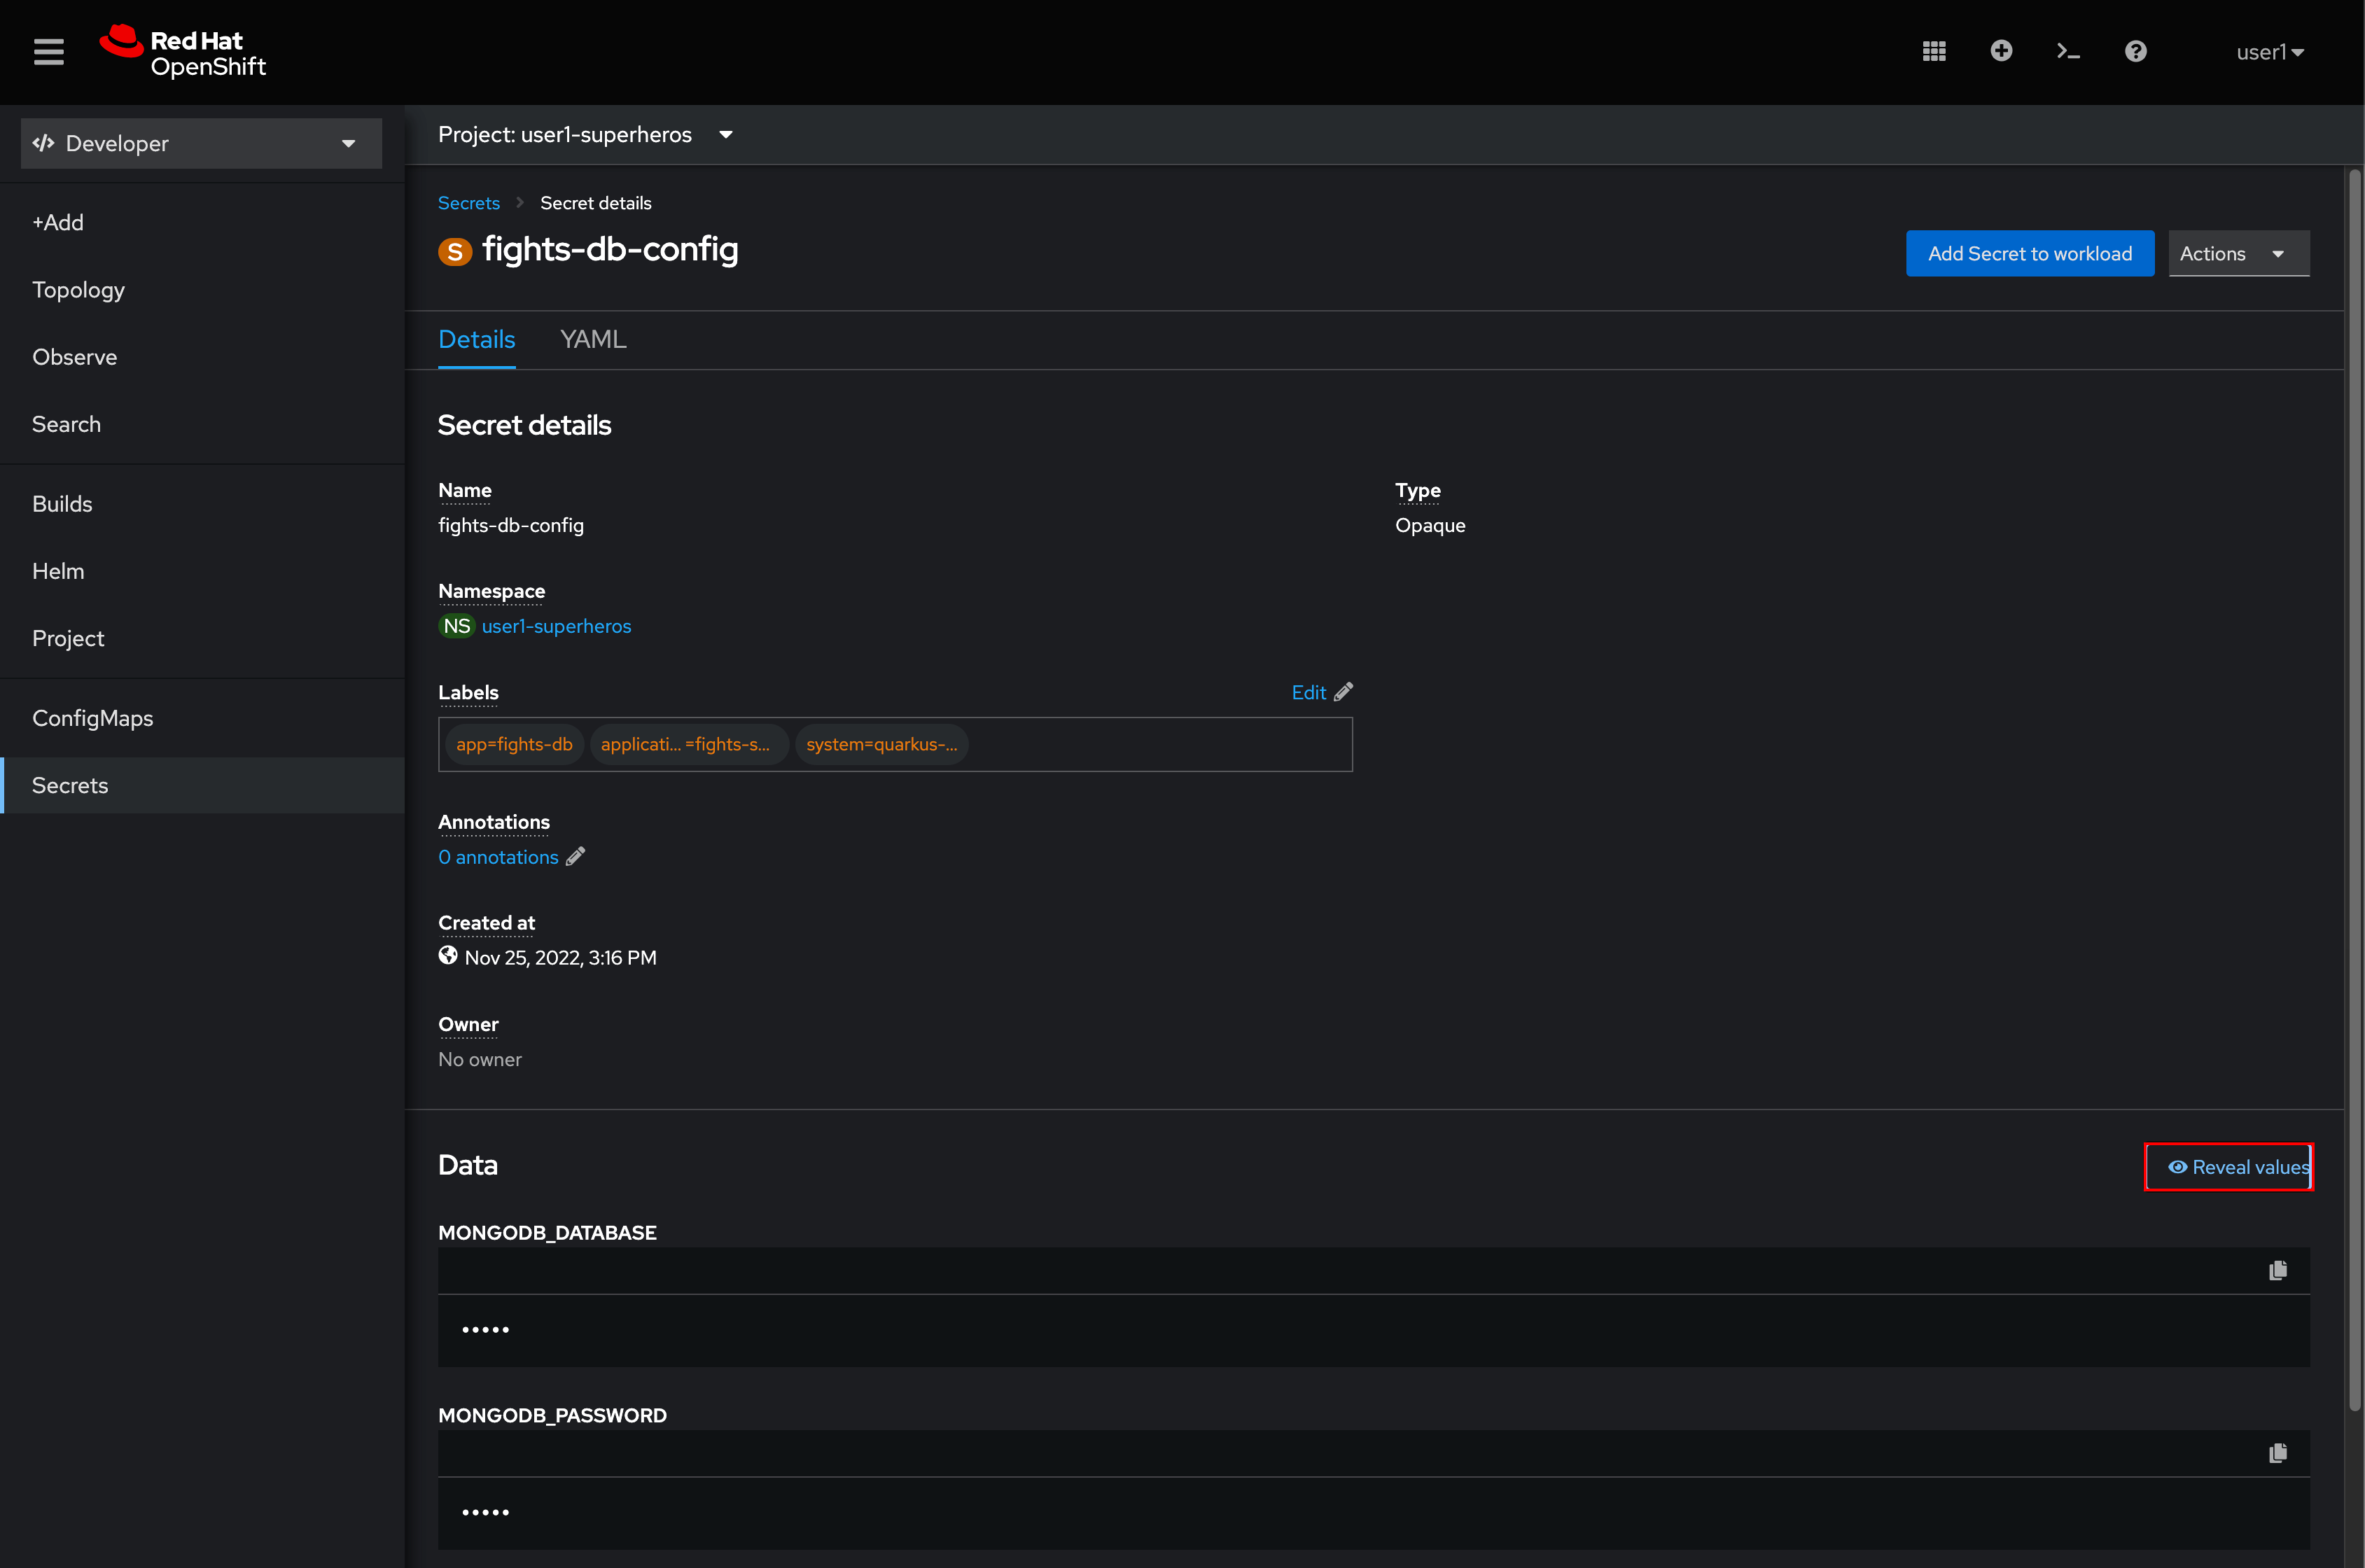 Red Hat
OpenShift
user1
Developer
Project: user1-superheros
+Add
Topology
Observe
Search
Builds
Helm
Project
ConfigMaps
Secrets
Secrets
Secret details
S
fights-db-config
Add Secret to workload
Actions
Details
YAML
Secret details
Name
fights-db-config
Type
Opaque
Namespace
NS user1-superheros
Labels
Edit
app=fights-db
applicati... =fights-s...
system=quarkus-...
Annotations
0 annotations
Created at
Nov 25, 2022, 3:16 PM
Owner
No owner
Data
Reveal values
MONGODB_DATABASE
•••••
MONGODB_PASSWORD
•••••